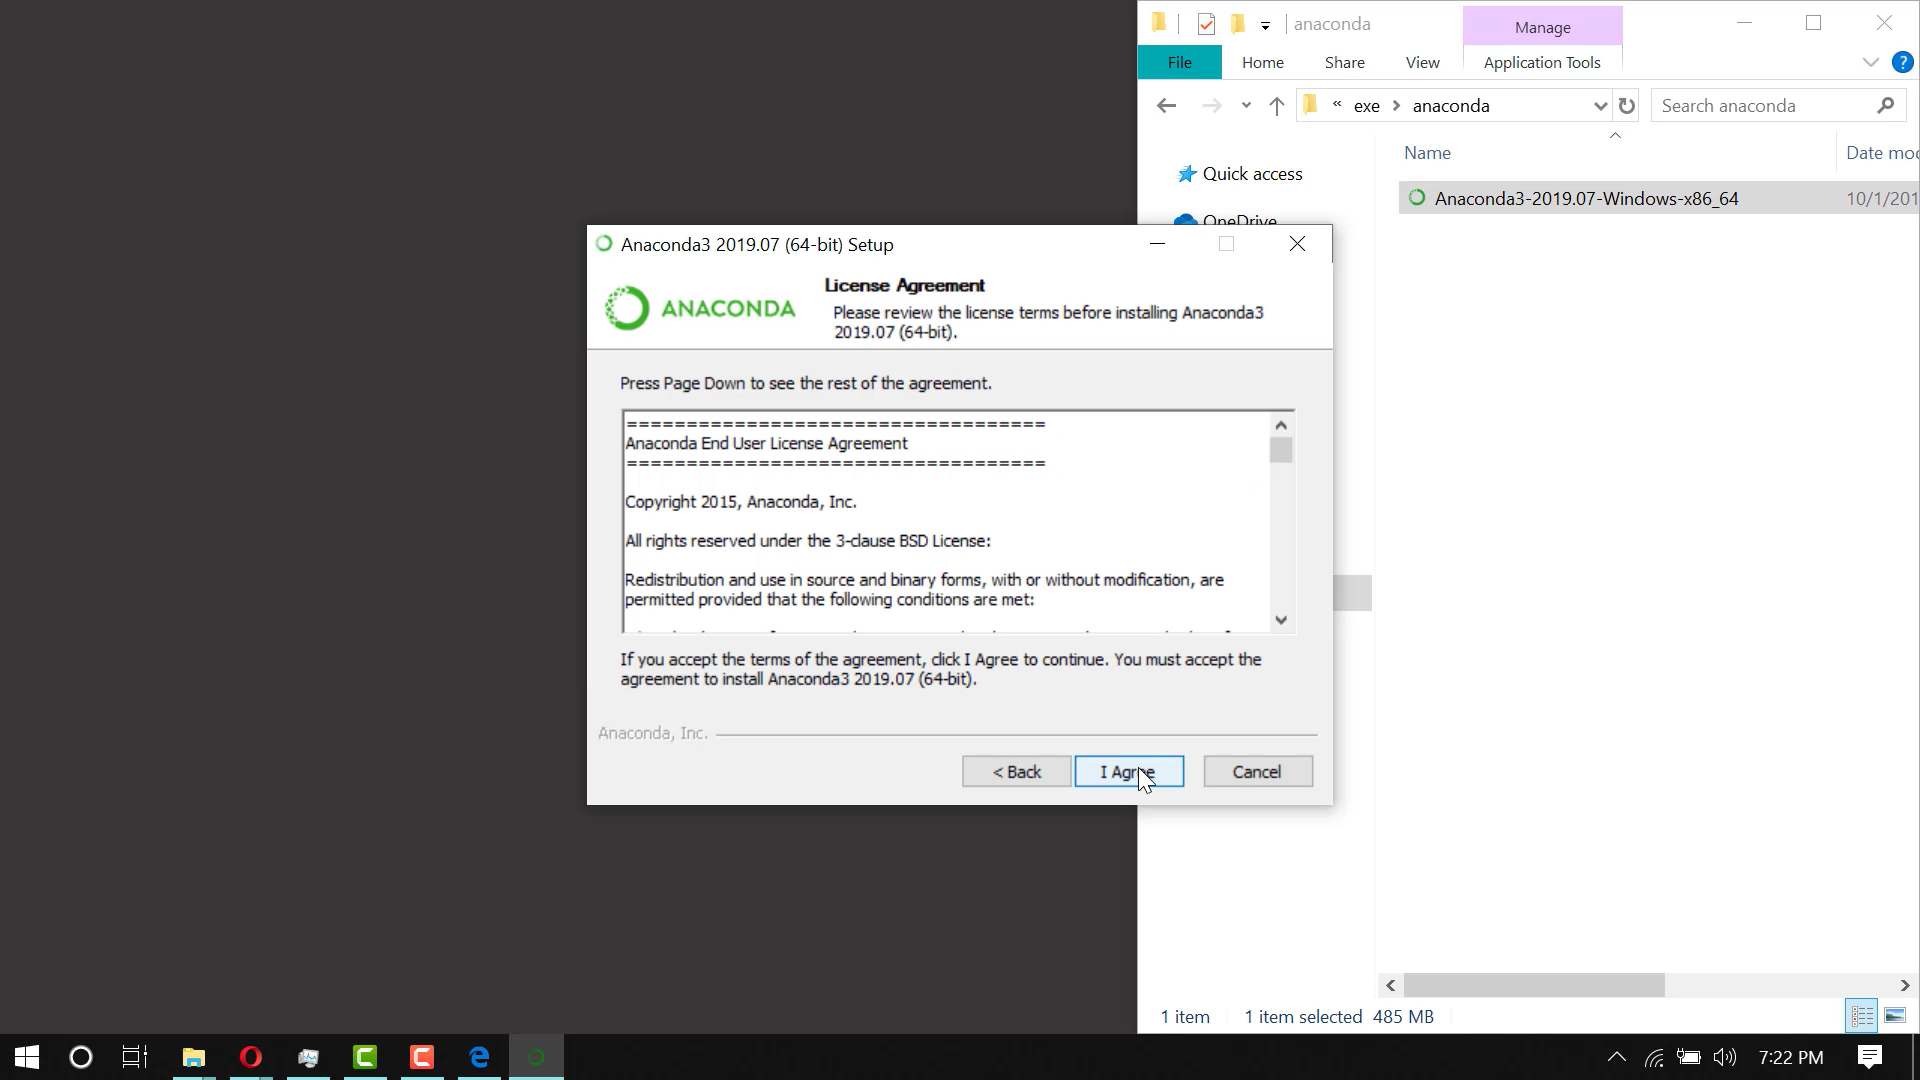 anaconda
Manage
File
Home
Share
View
Application Tools
?
« exe > anaconda
Search anaconda
Name
Date mod
Quick access
OneDrive
Anaconda3-2019.07-Windows-x86_64
10/1/201
Anaconda3 2019.07 (64-bit) Setup
ANACONDA
License Agreement
Please review the license terms before installing Anaconda3
2019.07 (64-bit).
Press Page Down to see the rest of the agreement.
===================================
Anaconda End User License Agreement
===================================
Copyright 2015, Anaconda, Inc.
All rights reserved under the 3-clause BSD License:
Redistribution and use in source and binary forms, with or without modification, are
permitted provided that the following conditions are met:
If you accept the terms of the agreement, click I Agree to continue. You must accept the
agreement to install Anaconda3 2019.07 (64-bit).
Anaconda, Inc.
< Back
I Agree
Cancel
1 item
1 item selected 485 MB
7:22 PM